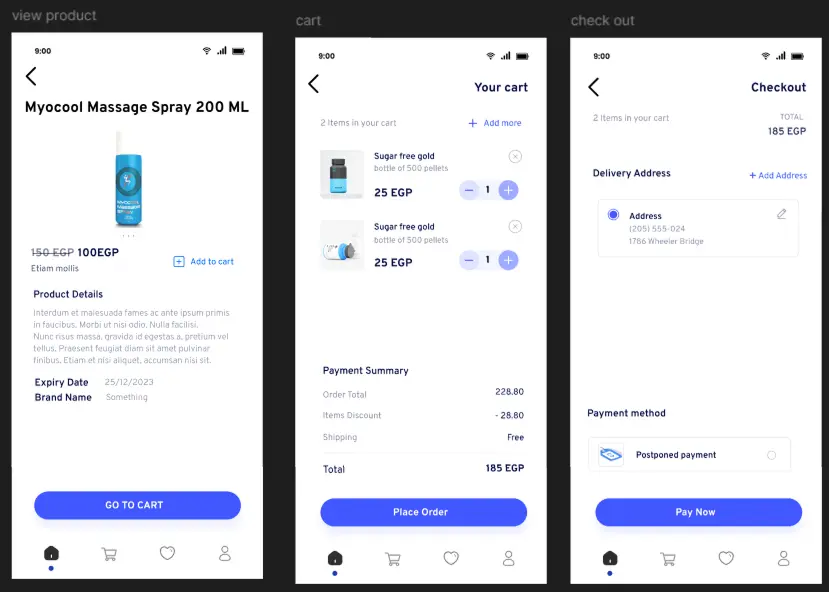 view product
9:00
Myocool Massage Spray 200 ML
MYOCOOL
MASSAGE
SPRAY
150 EGP 100EGP
Etiam mollis
Add to cart
Product Details
Interdum et malesuada fames ac ante ipsum primis
in faucibus. Morbi ut nisi odio. Nulla facilisi.
Nunc risus massa, gravida id egestas a, pretium vel
tellus. Praesent feugiat diam sit amet pulvinar
finibus. Etiam et nisi aliquet, accumsan nisi sit.
Expiry Date 25/12/2023
Brand Name Something
GO TO CART
cart
9:00
Your cart
2 Items in your cart
+ Add more
Sugar free gold
bottle of 500 pellets
25 EGP
1
Sugar free gold
bottle of 500 pellets
25 EGP
1
Payment Summary
Order Total 228.80
Items Discount - 28.80
Shipping Free
Total 185 EGP
Place Order
check out
9:00
Checkout
2 Items in your cart
TOTAL
185 EGP
Delivery Address
+ Add Address
Address
(205) 555-024
1786 Wheeler Bridge
Payment method
Postponed payment
Pay Now